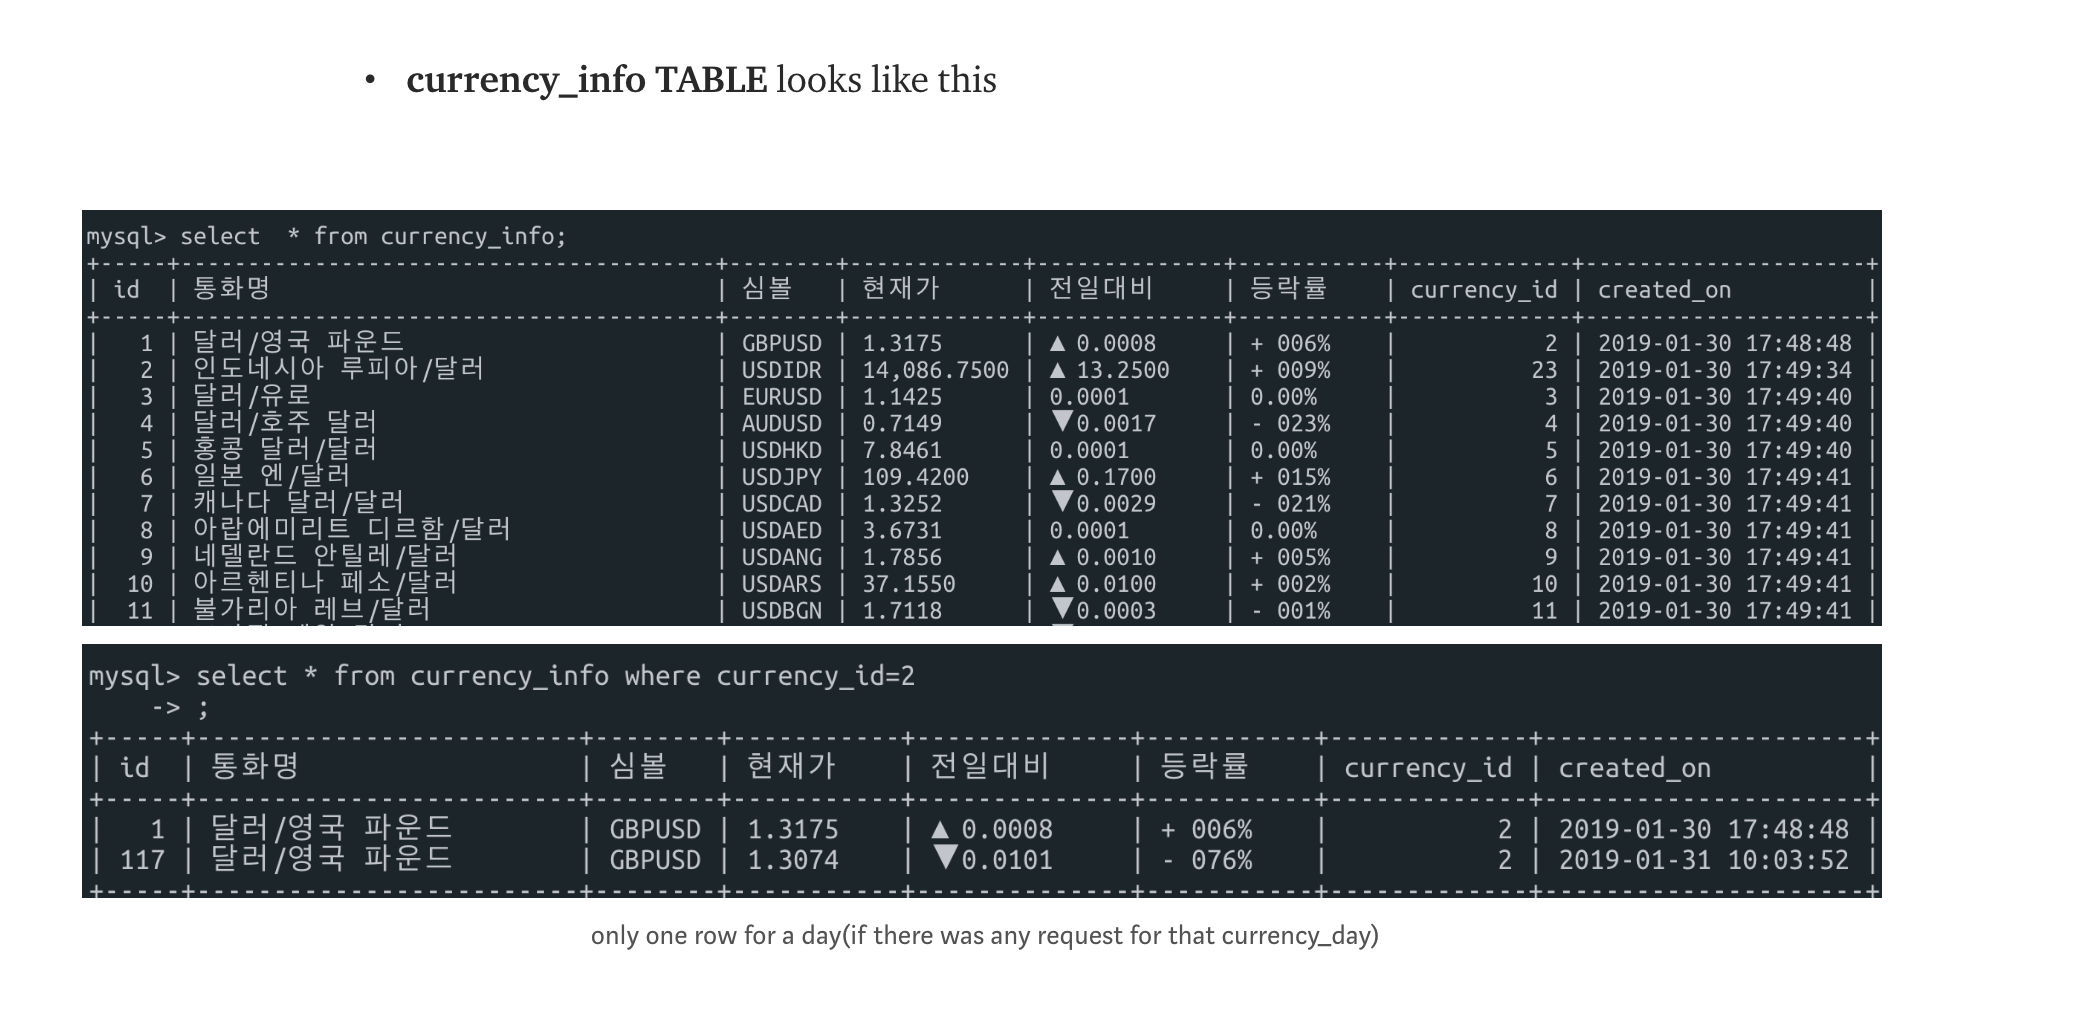 • currency_info TABLE looks like this
mysql> select  * from currency_info;
+-----+----------------------------------------+--------+-------------+--------------+-----------+-------------+---------------------+
| id  | 통화명 | 심볼 | 현재가 | 전일대비 | 등락률 | currency_id | created_on |
+-----+----------------------------------------+--------+-------------+--------------+-----------+-------------+---------------------+
| 1 | 달러/영국 파운드 | GBPUSD | 1.3175 | ▲ 0.0008 | + 006% | 2 | 2019-01-30 17:48:48 |
| 2 | 인도네시아 루피아/달러 | USDIDR | 14,086.7500 | ▲ 13.2500 | + 009% | 23 | 2019-01-30 17:49:34 |
| 3 | 달러/유로 | EURUSD | 1.1425 | 0.0001 | 0.00% | 3 | 2019-01-30 17:49:40 |
| 4 | 달러/호주 달러 | AUDUSD | 0.7149 | ▼0.0017 | - 023% | 4 | 2019-01-30 17:49:40 |
| 5 | 홍콩 달러/달러 | USDHKD | 7.8461 | 0.0001 | 0.00% | 5 | 2019-01-30 17:49:40 |
| 6 | 일본 엔/달러 | USDJPY | 109.4200 | ▲ 0.1700 | + 015% | 6 | 2019-01-30 17:49:41 |
| 7 | 캐나다 달러/달러 | USDCAD | 1.3252 | ▼0.0029 | - 021% | 7 | 2019-01-30 17:49:41 |
| 8 | 아랍에미리트 디르함/달러 | USDAED | 3.6731 | 0.0001 | 0.00% | 8 | 2019-01-30 17:49:41 |
| 9 | 네델란드 안틸레/달러 | USDANG | 1.7856 | ▲ 0.0010 | + 005% | 9 | 2019-01-30 17:49:41 |
| 10 | 아르헨티나 페소/달러 | USDARS | 37.1550 | ▲ 0.0100 | + 002% | 10 | 2019-01-30 17:49:41 |
| 11 | 불가리아 레브/달러 | USDBGN | 1.7118 | ▼0.0003 | - 001% | 11 | 2019-01-30 17:49:41 |
mysql> select * from currency_info where currency_id=2
    -> ;
+-----+-------------------------+--------+-----------+--------------+-----------+-------------+---------------------+
| id  | 통화명 | 심볼 | 현재가 | 전일대비 | 등락률 | currency_id | created_on |
+-----+-------------------------+--------+-----------+--------------+-----------+-------------+---------------------+
| 1 | 달러/영국 파운드 | GBPUSD | 1.3175 | ▲ 0.0008 | + 006% | 2 | 2019-01-30 17:48:48 |
| 117 | 달러/영국 파운드 | GBPUSD | 1.3074 | ▼0.0101 | - 076% | 2 | 2019-01-31 10:03:52 |
+-----+-------------------------+--------+-----------+--------------+-----------+-------------+---------------------+
only one row for a day(if there was any request for that currency_day)